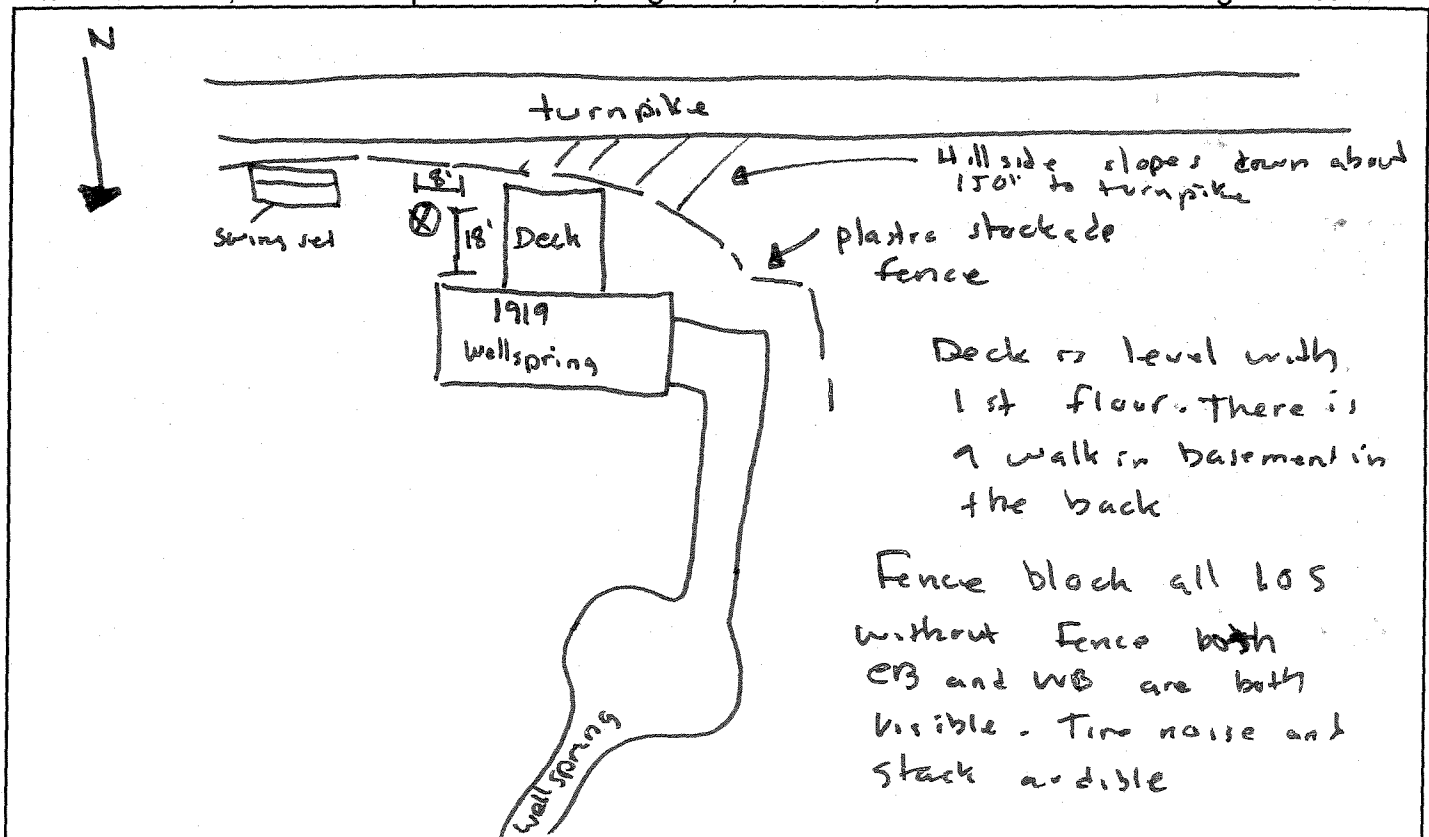 N
turnpike
Hillside slopes down about
150' to turnpike
8'
18'
Deck
swing set
plastic stockade
fence
1919
Wellspring
Deck is level with
1st floor. There is
a walk in basement in
the back
Fence block all LOS
without Fence both
EB and WB are both
visible. Tire noise and
stack audible
wellspring